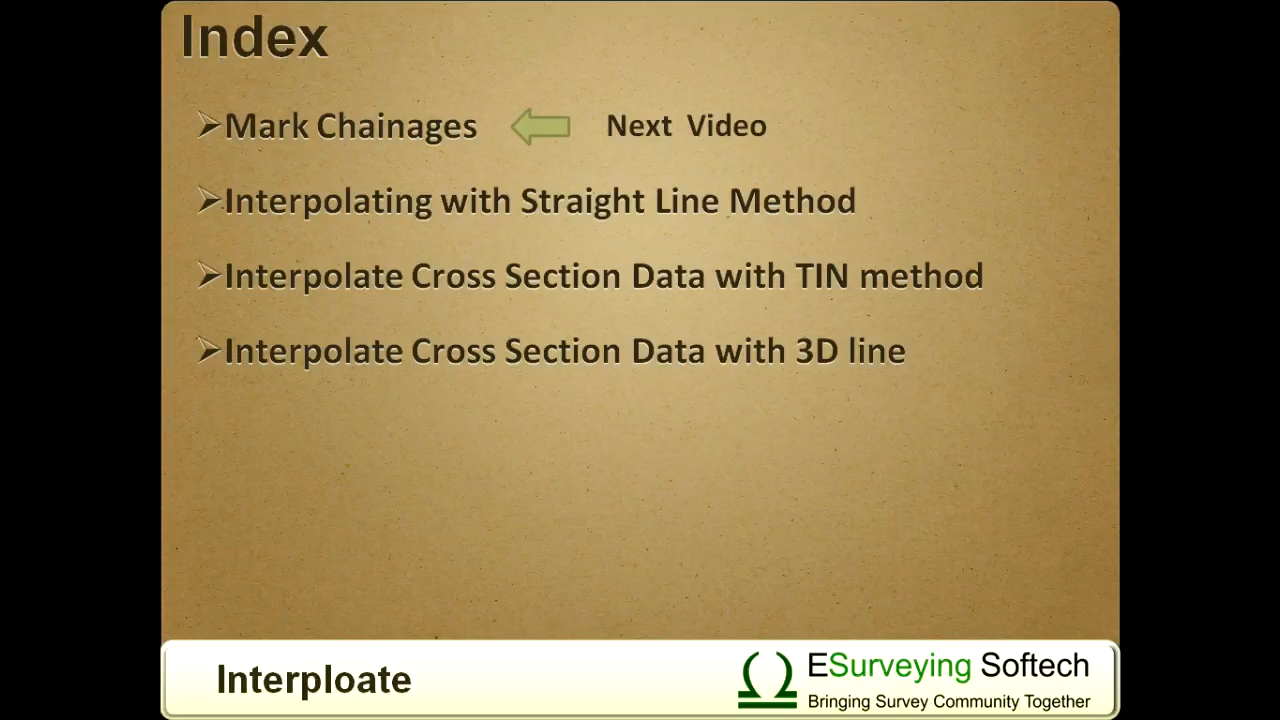 Index
Mark Chainages
Next Video
Interpolating with Straight Line Method
Interpolate Cross Section Data with TIN method
Interpolate Cross Section Data with 3D line
Interploate
ESurveying Softech
Bringing Survey Community Together